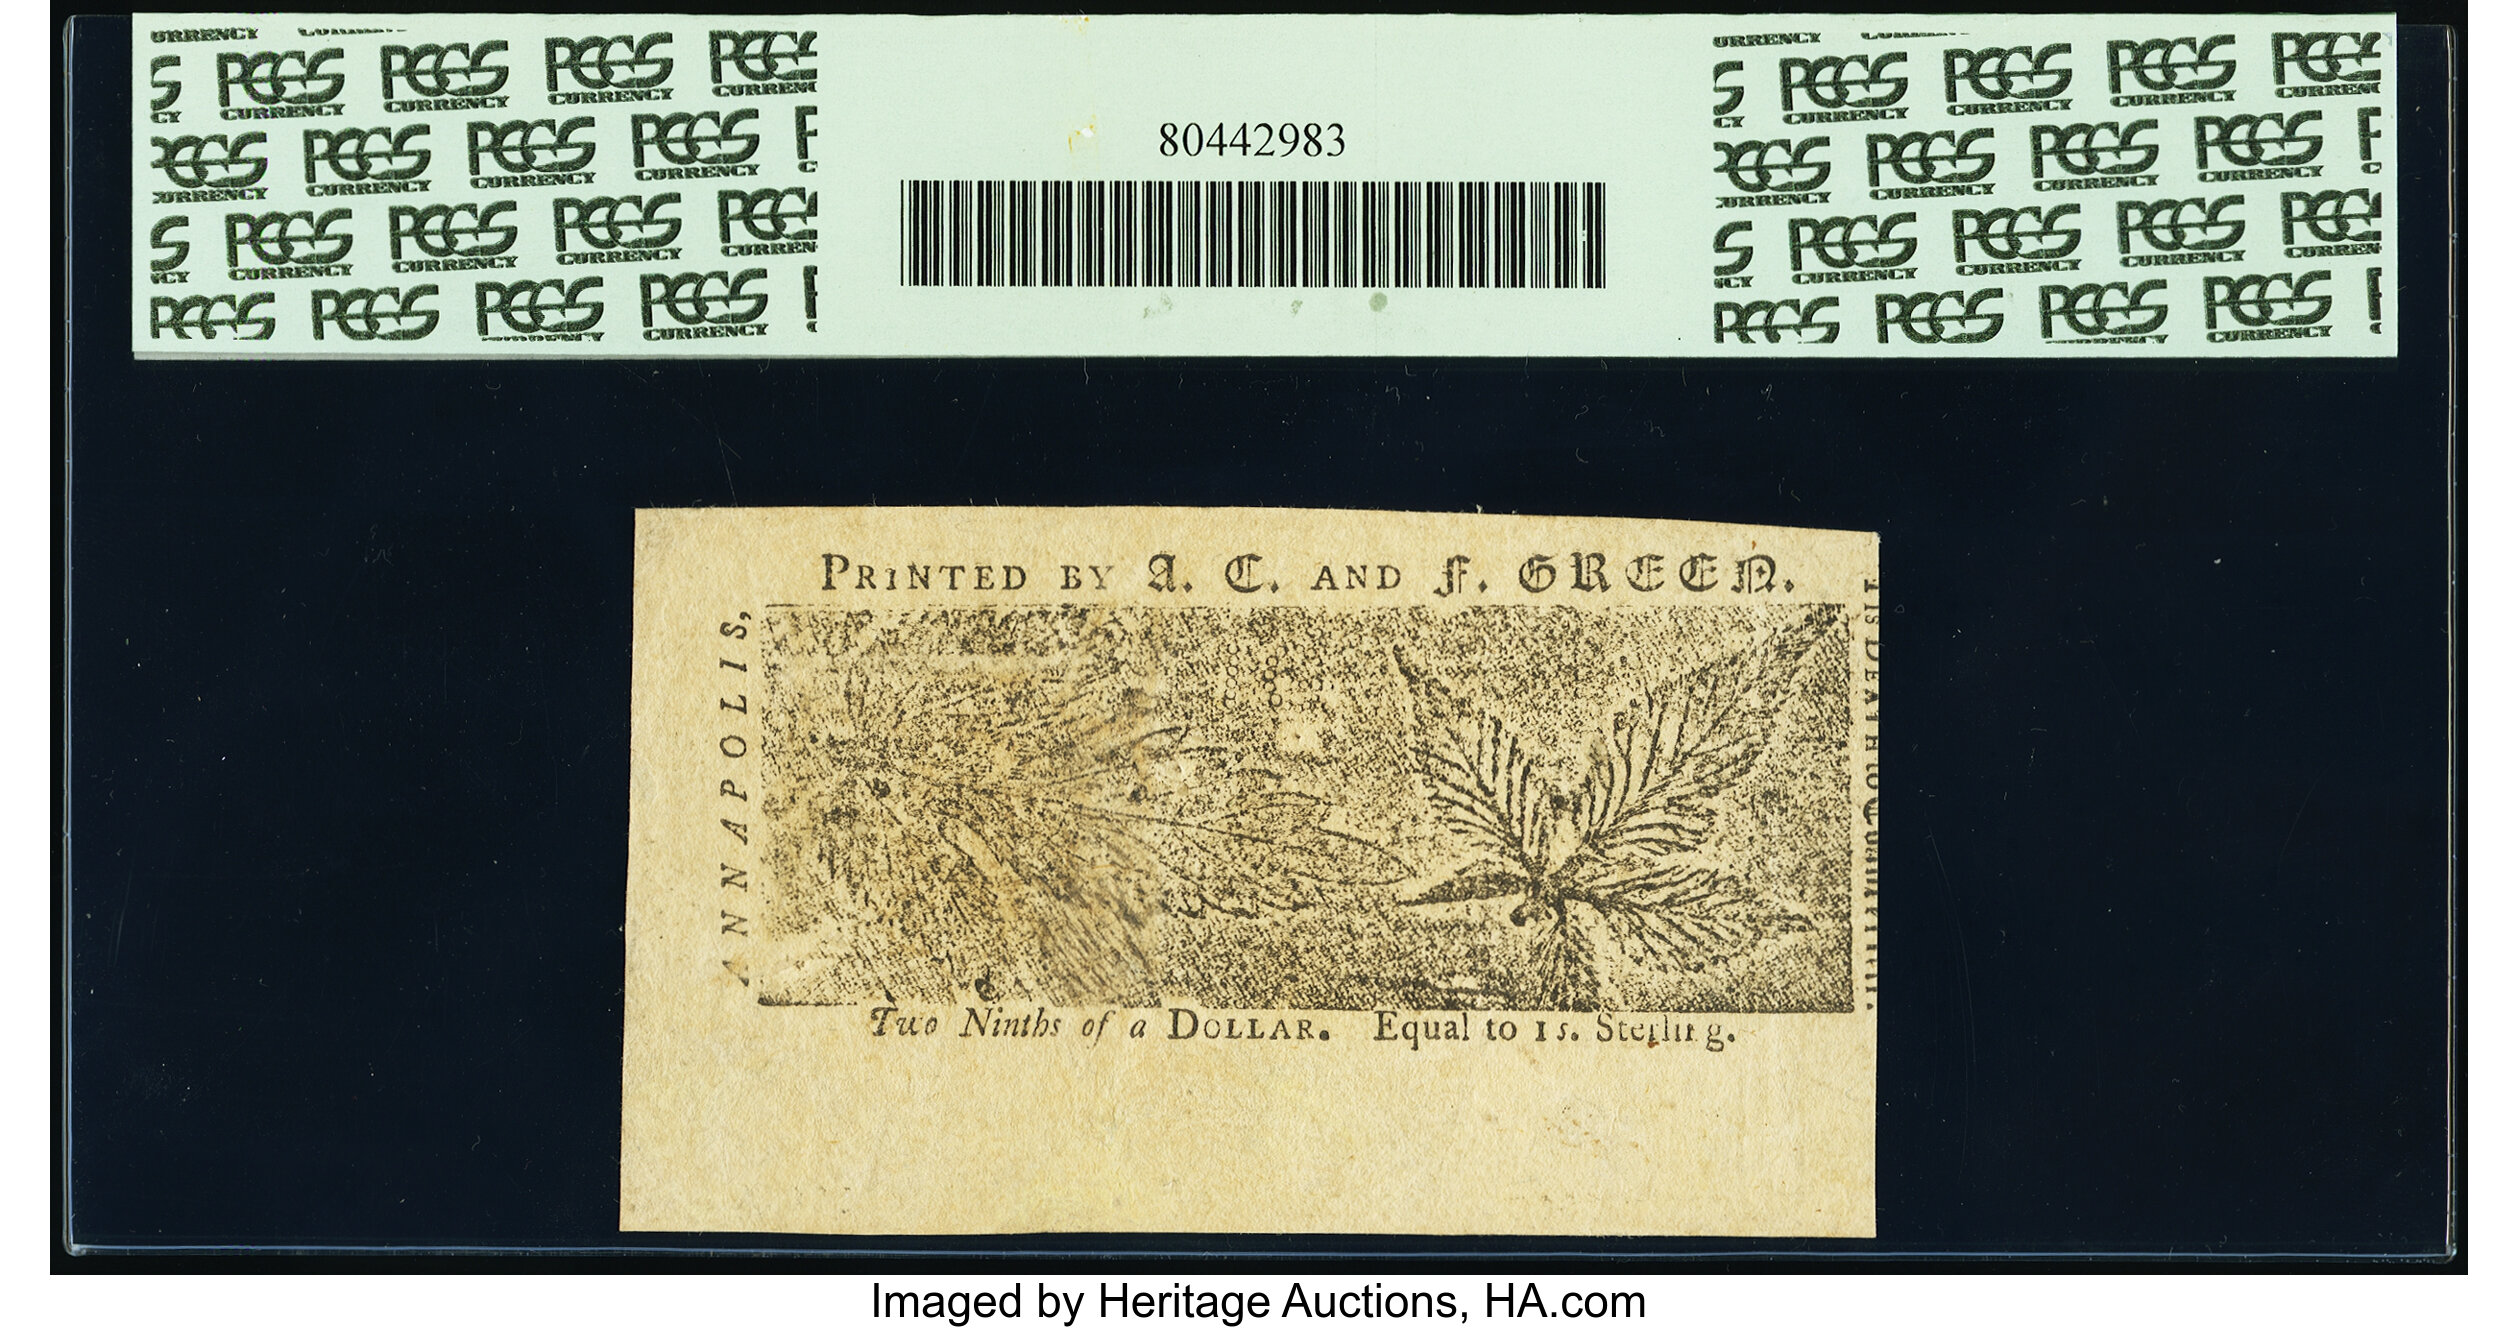 80442983
PCGS CURRENCY
PRINTED BY A. C. AND F. GREEN.
ANNAPOLIS,
'TIS DEATH to Counterfeit.
Two Ninths of a DOLLAR. Equal to 1 s. Sterling.
Imaged by Heritage Auctions, HA.com